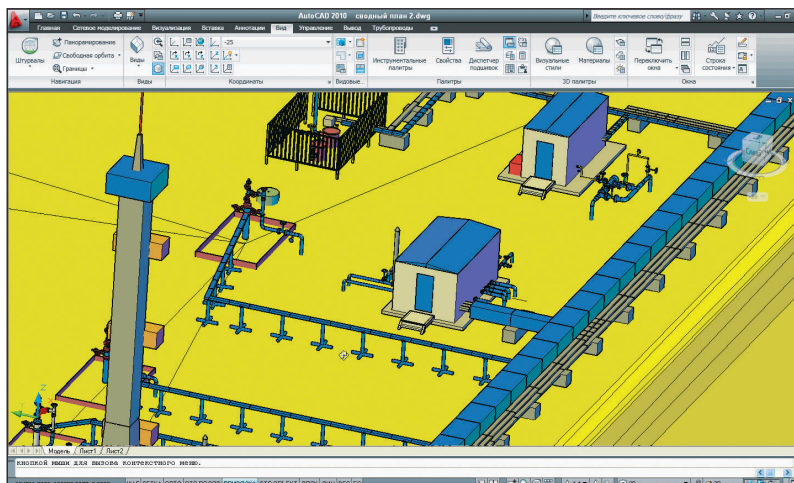 AutoCAD 2010 сводный план 2.dwg
Введите ключевое слово/фразу
Главная Сетевое моделирование Визуализация Вставка Аннотации Вид Управление Вывод Трубопроводы
Штурвалы
Панорамирование
Свободная орбита
Границы
Виды
-25
Инструментальные палитры
Свойства
Диспетчер подшивок
Визуальные стили
Материалы
Переключить окна
Строка состояния
Навигация Виды Координаты Видовые... Палитры 3D палитры Окна
Модель Лист1 Лист2
кнопкой мыши для вызова контекстного меню.